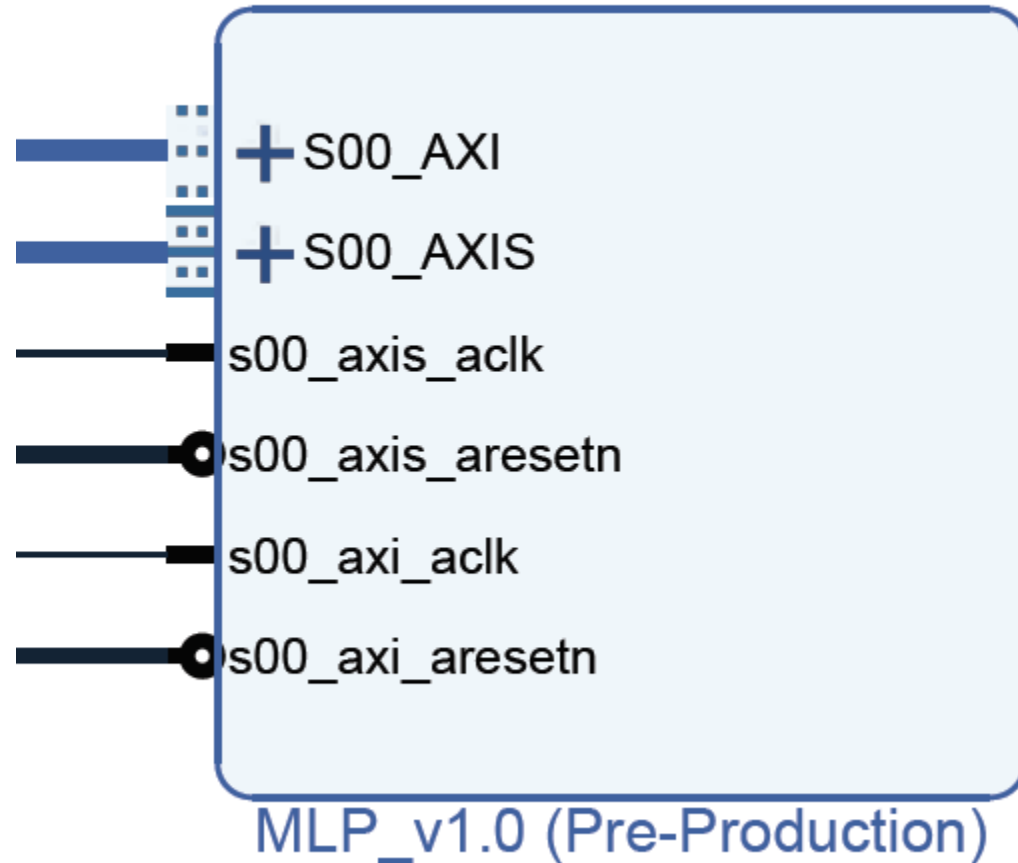 S00_AXI
S00_AXIS
s00_axis_aclk
s00_axis_aresetn
s00_axi_aclk
s00_axi_aresetn
MLP_v1.0 (Pre-Production)